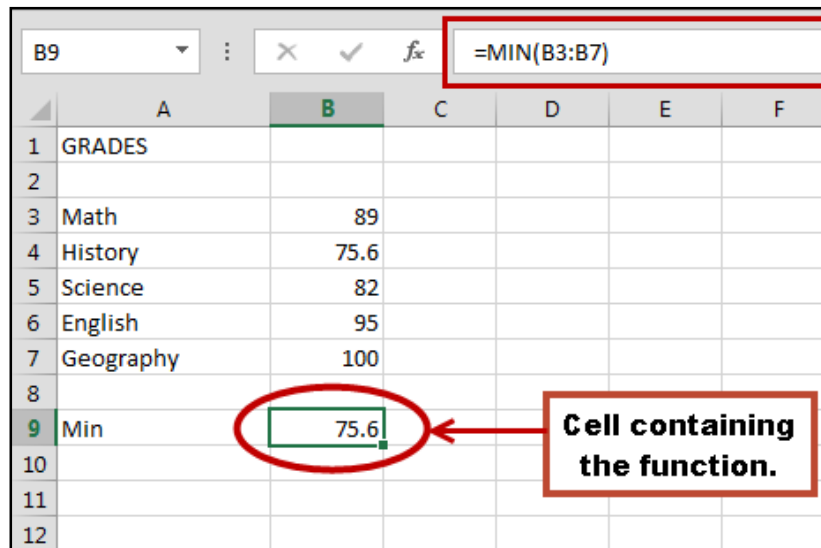 B9 fx =MIN(B3:B7)
A B C D E F
1 GRADES
2
3 Math 89
4 History 75.6
5 Science 82
6 English 95
7 Geography 100
8
9 Min 75.6
Cell containing
the function.
10
11
12